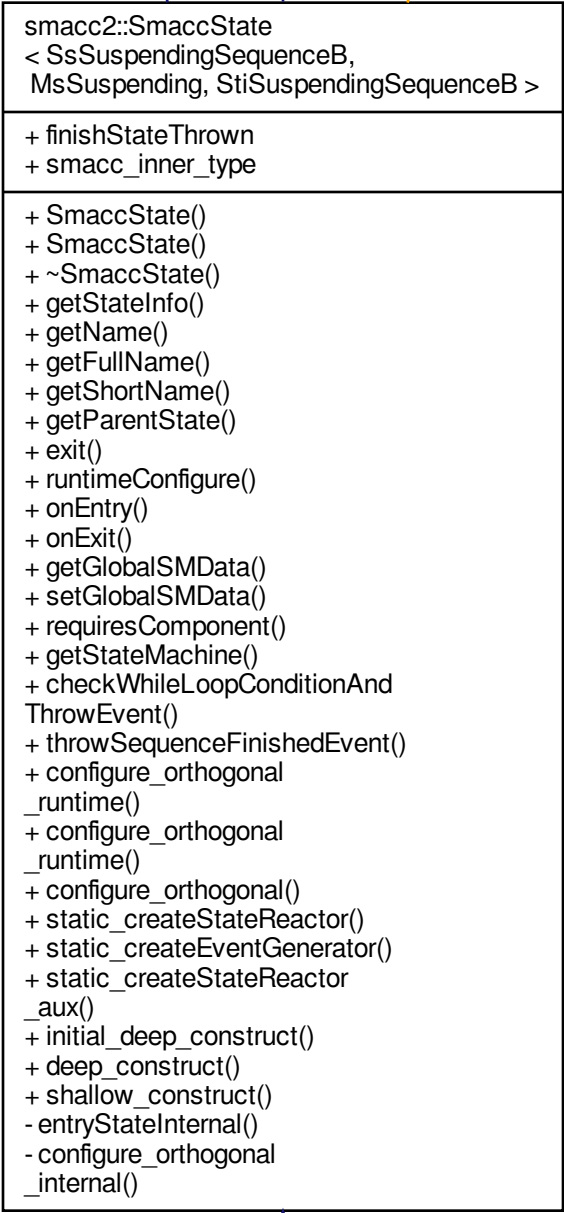 smacc2::SmaccState
< SsSuspendingSequenceB,
MsSuspending, StiSuspendingSequenceB >
+ finishStateThrown
+ smacc_inner_type
+ SmaccState()
+ SmaccState()
+ ~SmaccState()
+ getStateInfo()
+ getName()
+ getFullName()
+ getShortName()
+ getParentState()
+ exit()
+ runtimeConfigure()
+ onEntry()
+ onExit()
+ getGlobalSMData()
+ setGlobalSMData()
+ requiresComponent()
+ getStateMachine()
+ checkWhileLoopConditionAnd
ThrowEvent()
+ throwSequenceFinishedEvent()
+ configure_orthogonal
_runtime()
+ configure_orthogonal
_runtime()
+ configure_orthogonal()
+ static_createStateReactor()
+ static_createEventGenerator()
+ static_createStateReactor
_aux()
+ initial_deep_construct()
+ deep_construct()
+ shallow_construct()
- entryStateInternal()
- configure_orthogonal
_internal()